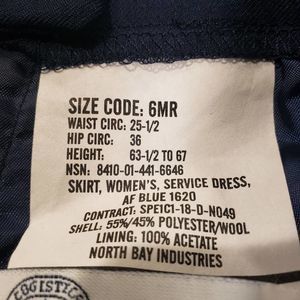 SIZE CODE: 6MR
WAIST CIRC: 25-1/2
HIP CIRC: 36
HEIGHT: 63-1/2 TO 67
NSN: 8410-01-441-6646
SKIRT, WOMEN'S, SERVICE DRESS,
AF BLUE 1620
CONTRACT: SPE1C1-18-D-N049
SHELL: 55%/45% POLYESTER/WOOL
LINING: 100% ACETATE
NORTH BAY INDUSTRIES
LOGISTICS